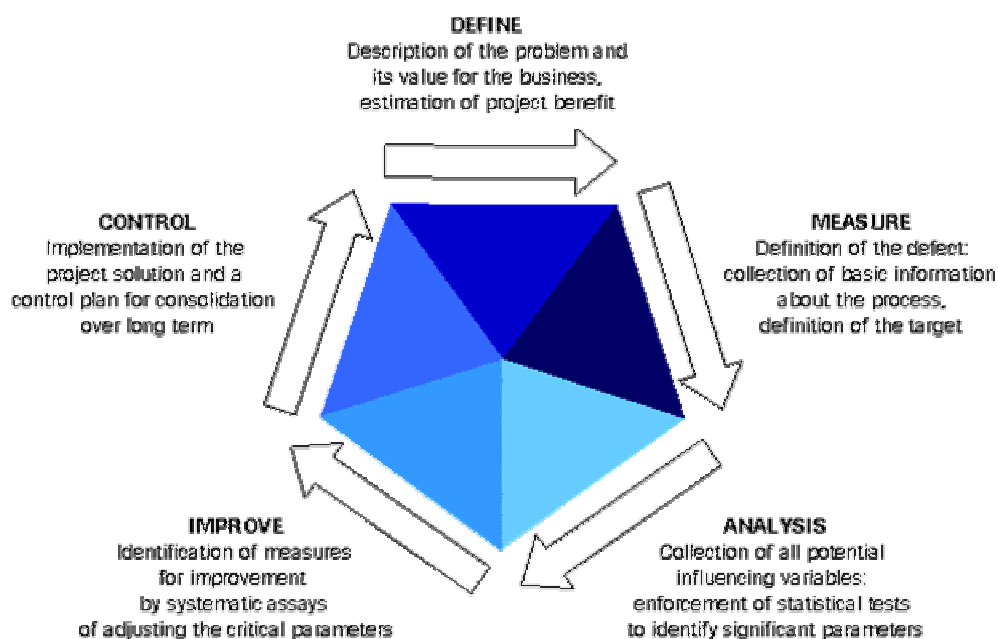 DEFINE
Description of the problem and
its value for the business,
estimation of project benefit
CONTROL
Implementation of the
project solution and a
control plan for consolidation
over long term
MEASURE
Definition of the defect:
collection of basic information
about the process,
definition of the target
IMPROVE
Identification of measures
for improvement
by systematic assays
of adjusting the critical parameters
ANALYSIS
Collection of all potential
influencing variables:
enforcement of statistical tests
to identify significant parameters